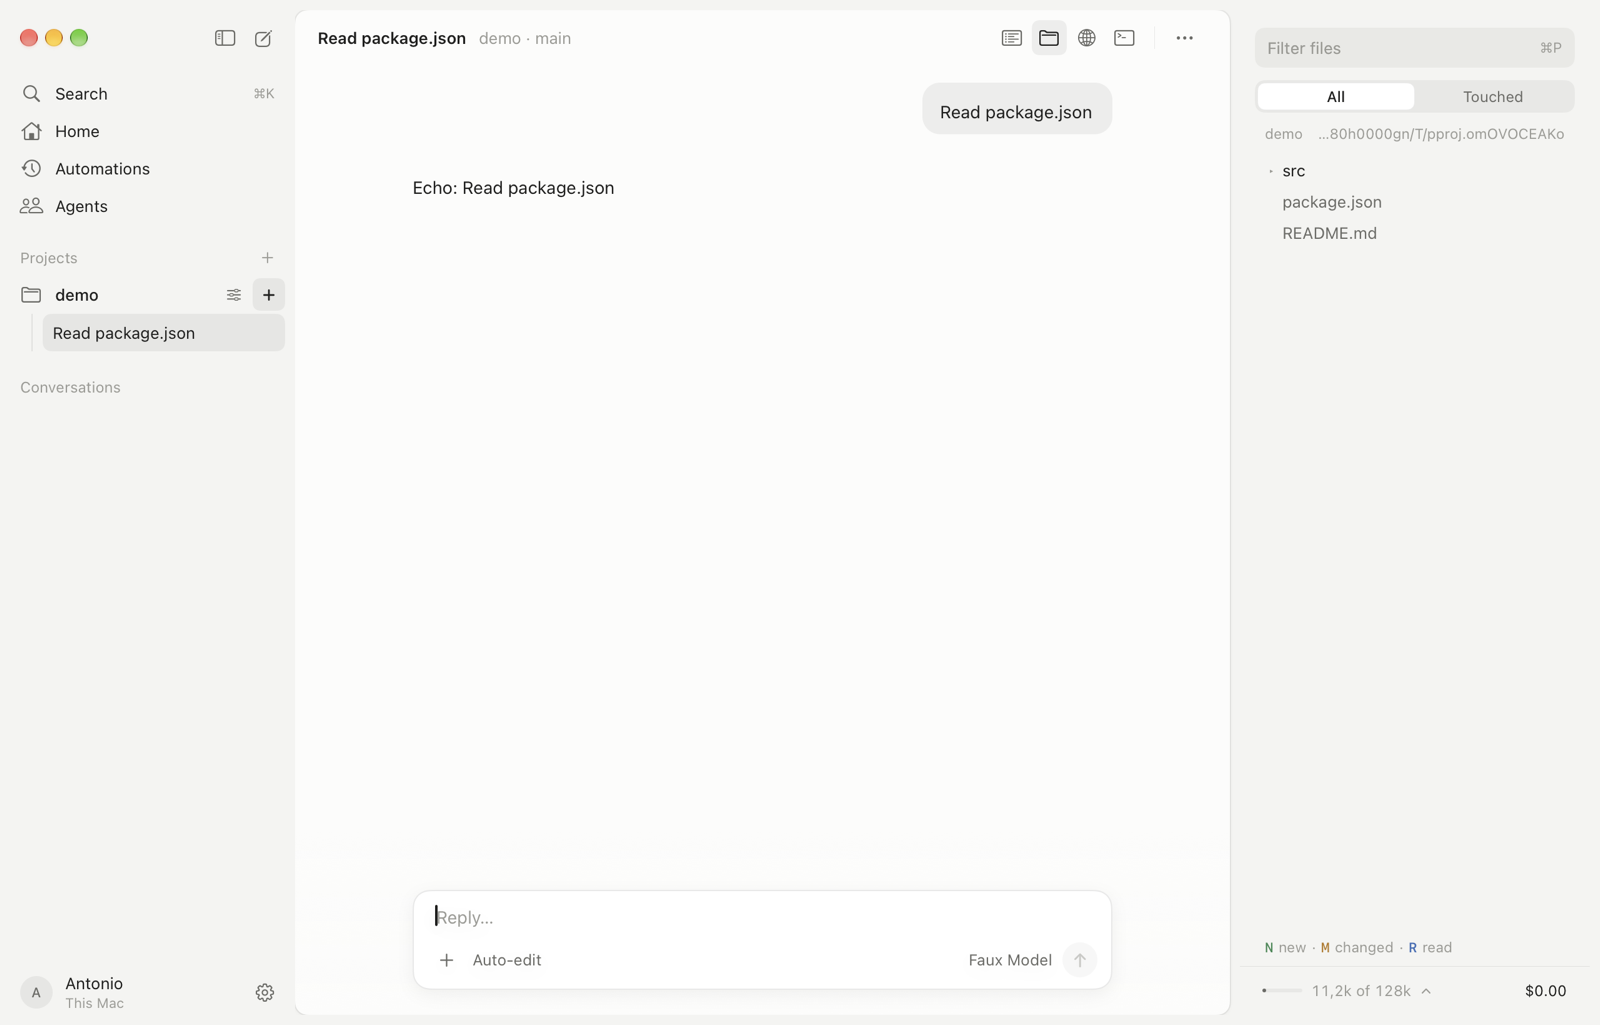 Search ⌘K
Home
Automations
Agents
Projects
demo
Read package.json
Conversations
A
Antonio
This Mac
Read package.json demo · main
Read package.json
Echo: Read package.json
Reply...
Auto-edit
Faux Model
Filter files ⌘P
All Touched
demo ...80h0000gn/T/pproj.omOVOCEAKo
src
package.json
README.md
N new · M changed · R read
11,2k of 128k $0.00